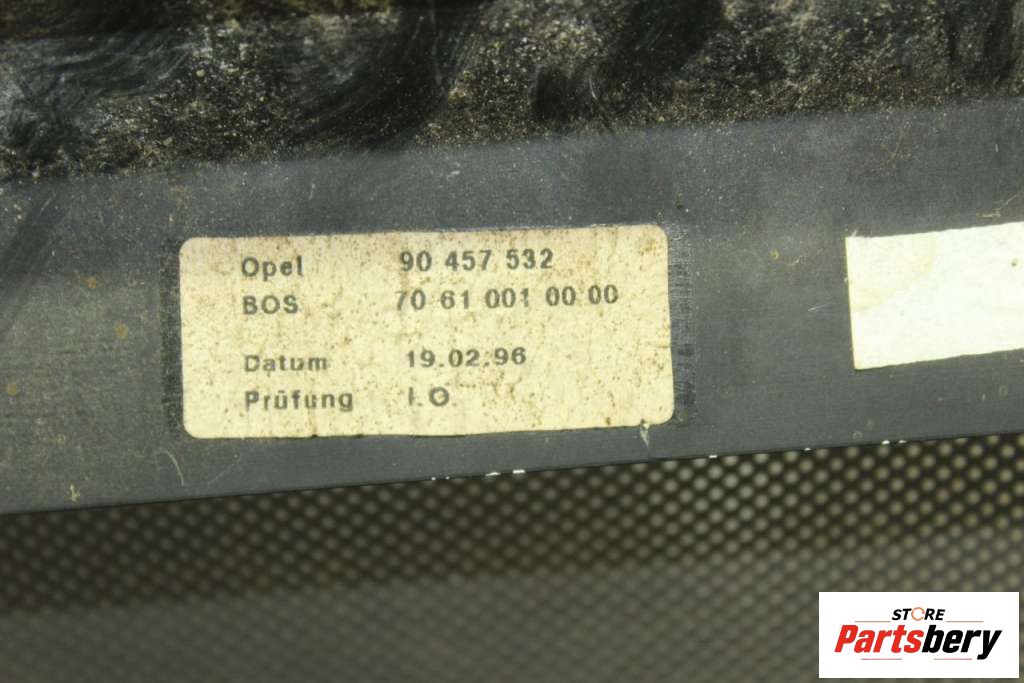 Opel 90 457 532
BOS 70 61 001 00 00
Datum 19.02.96
Prüfung I.O.
STORE
Partsbery